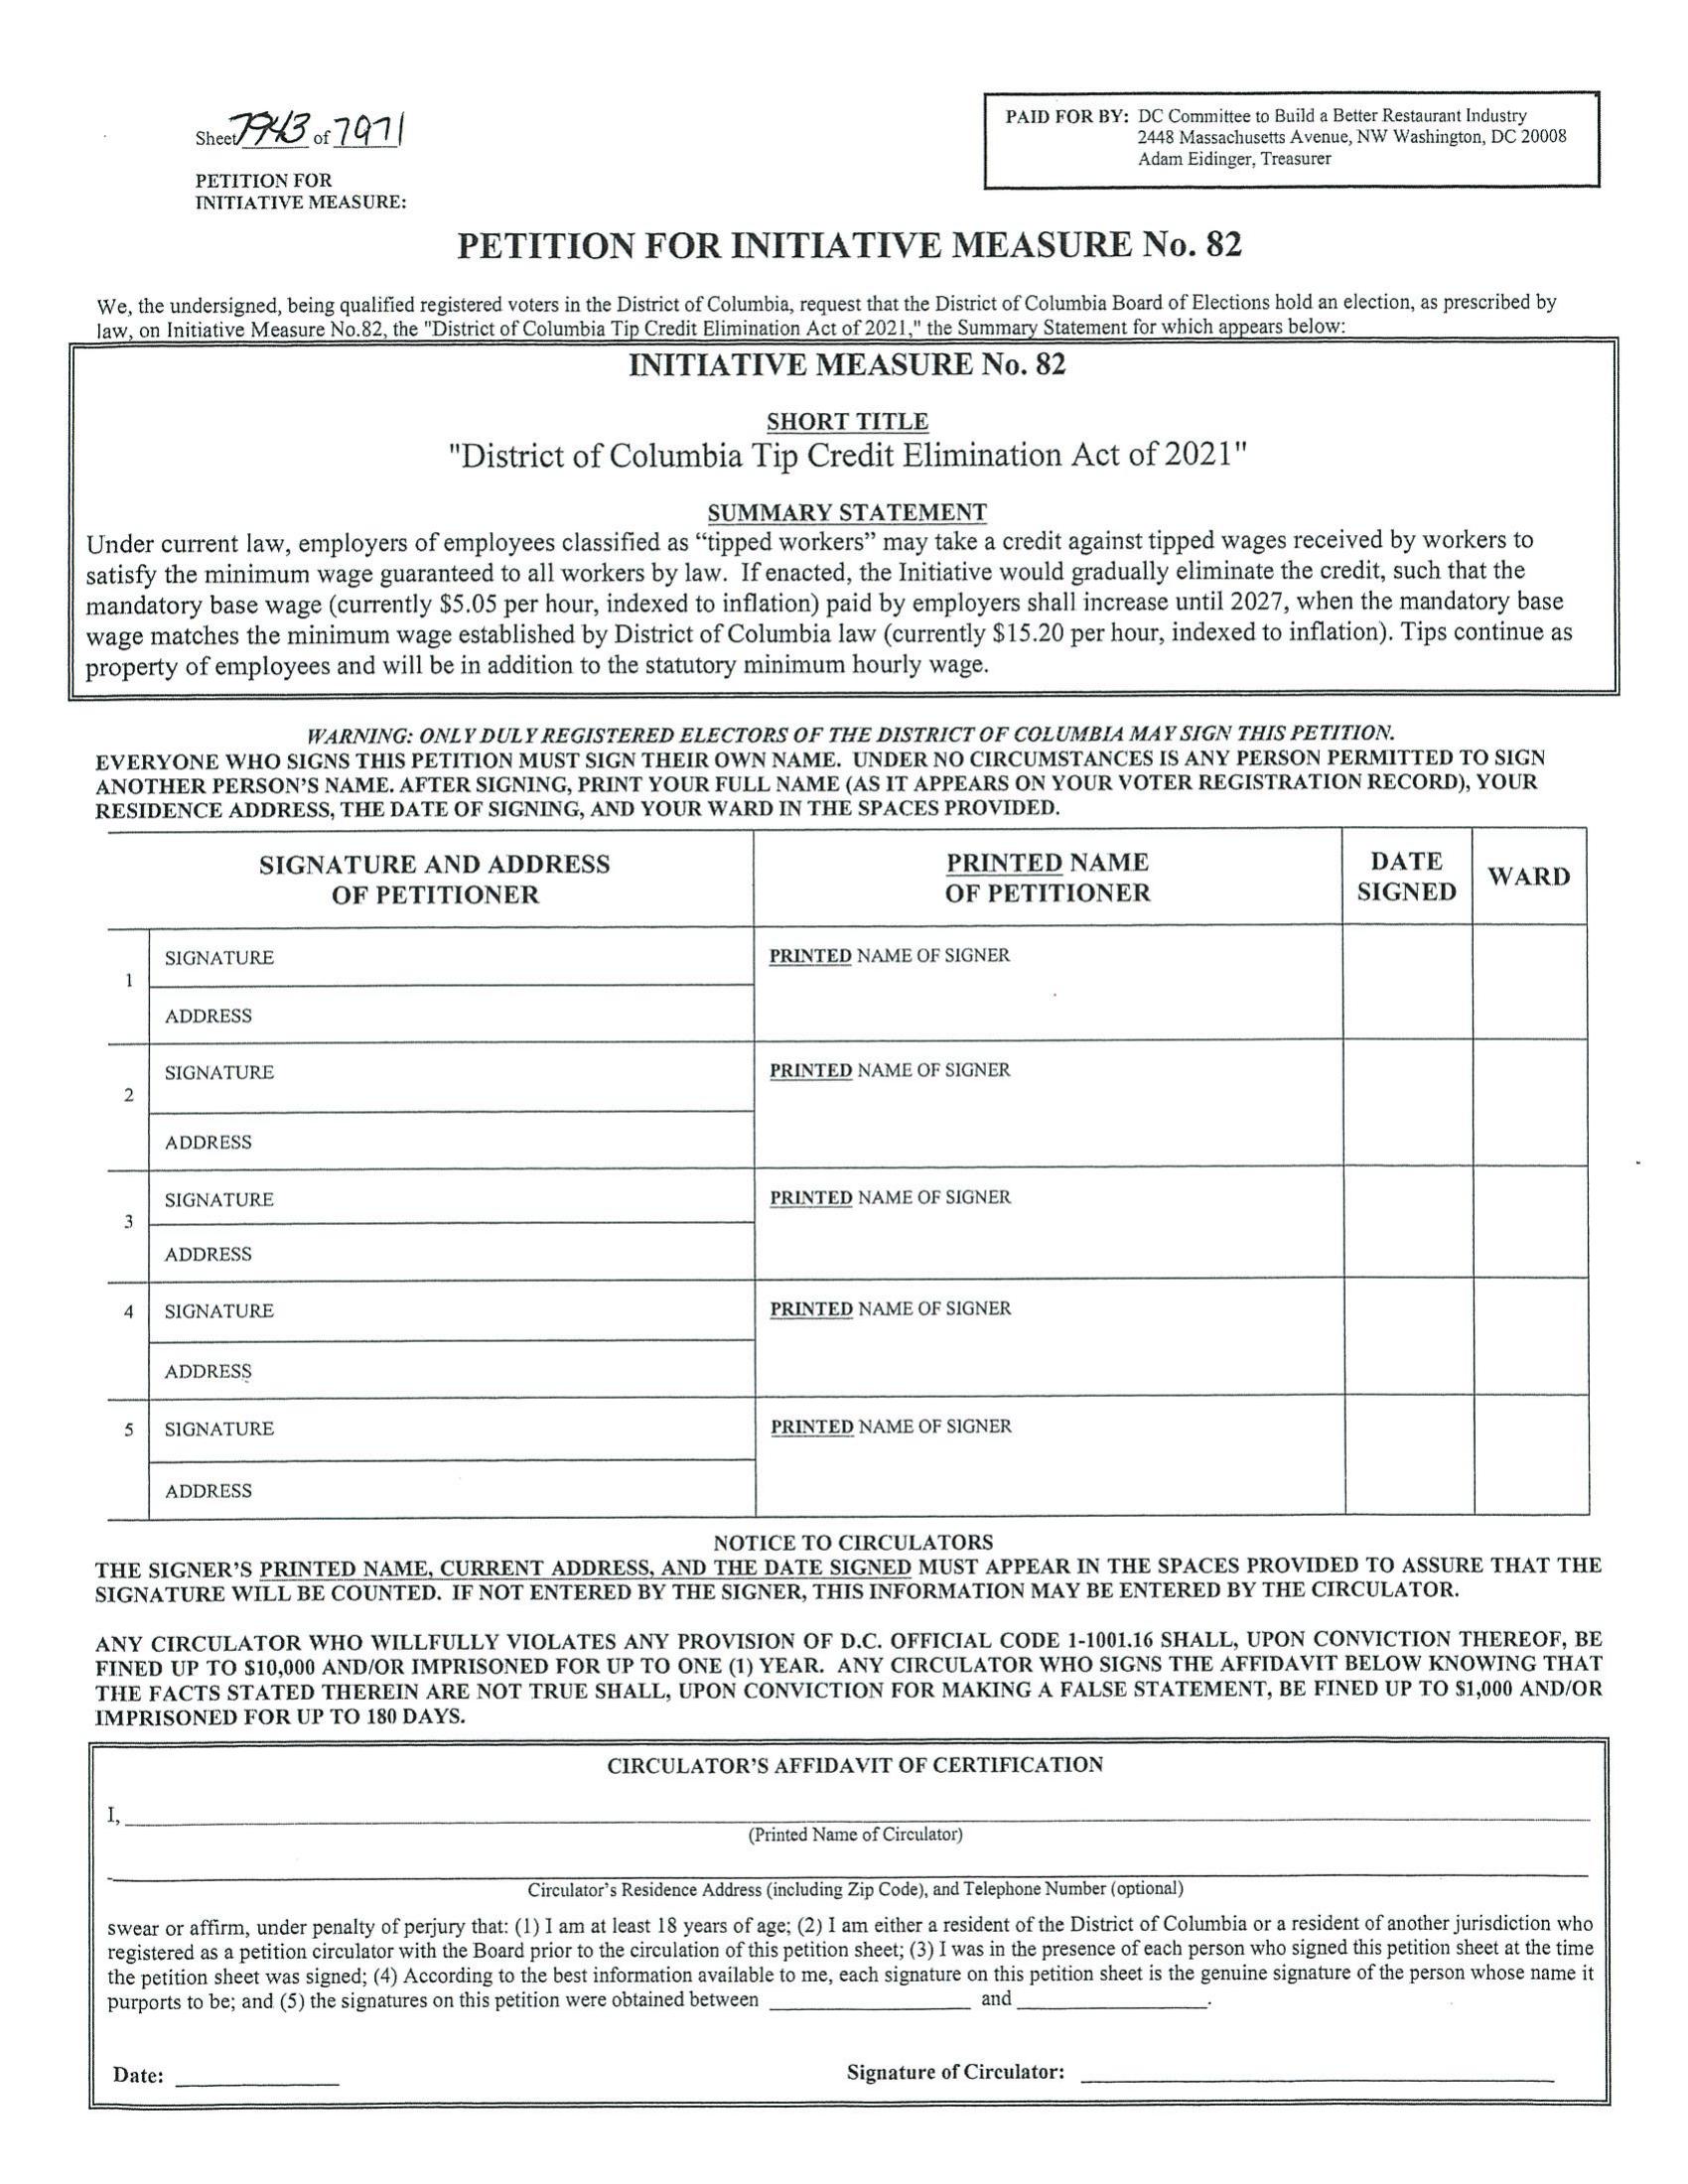 Sheet 7943 of 7971
PAID FOR BY: DC Committee to Build a Better Restaurant Industry
2448 Massachusetts Avenue, NW Washington, DC 20008
Adam Eidinger, Treasurer
PETITION FOR
INITIATIVE MEASURE:
PETITION FOR INITIATIVE MEASURE No. 82
We, the undersigned, being qualified registered voters in the District of Columbia, request that the District of Columbia Board of Elections hold an election, as prescribed by
law, on Initiative Measure No.82, the "District of Columbia Tip Credit Elimination Act of 2021," the Summary Statement for which appears below:
INITIATIVE MEASURE No. 82
SHORT TITLE
"District of Columbia Tip Credit Elimination Act of 2021"
SUMMARY STATEMENT
Under current law, employers of employees classified as “tipped workers” may take a credit against tipped wages received by workers to
satisfy the minimum wage guaranteed to all workers by law. If enacted, the Initiative would gradually eliminate the credit, such that the
mandatory base wage (currently $5.05 per hour, indexed to inflation) paid by employers shall increase until 2027, when the mandatory base
wage matches the minimum wage established by District of Columbia law (currently $15.20 per hour, indexed to inflation). Tips continue as
property of employees and will be in addition to the statutory minimum hourly wage.
WARNING: ONLY DULY REGISTERED ELECTORS OF THE DISTRICT OF COLUMBIA MAY SIGN THIS PETITION.
EVERYONE WHO SIGNS THIS PETITION MUST SIGN THEIR OWN NAME. UNDER NO CIRCUMSTANCES IS ANY PERSON PERMITTED TO SIGN
ANOTHER PERSON’S NAME. AFTER SIGNING, PRINT YOUR FULL NAME (AS IT APPEARS ON YOUR VOTER REGISTRATION RECORD), YOUR
RESIDENCE ADDRESS, THE DATE OF SIGNING, AND YOUR WARD IN THE SPACES PROVIDED.
SIGNATURE AND ADDRESS
OF PETITIONER
PRINTED NAME
OF PETITIONER
DATE
SIGNED
WARD
1
SIGNATURE
PRINTED NAME OF SIGNER
ADDRESS
2
SIGNATURE
PRINTED NAME OF SIGNER
ADDRESS
3
SIGNATURE
PRINTED NAME OF SIGNER
ADDRESS
4
SIGNATURE
PRINTED NAME OF SIGNER
ADDRESS
5
SIGNATURE
PRINTED NAME OF SIGNER
ADDRESS
NOTICE TO CIRCULATORS
THE SIGNER’S PRINTED NAME, CURRENT ADDRESS, AND THE DATE SIGNED MUST APPEAR IN THE SPACES PROVIDED TO ASSURE THAT THE
SIGNATURE WILL BE COUNTED. IF NOT ENTERED BY THE SIGNER, THIS INFORMATION MAY BE ENTERED BY THE CIRCULATOR.
ANY CIRCULATOR WHO WILLFULLY VIOLATES ANY PROVISION OF D.C. OFFICIAL CODE 1-1001.16 SHALL, UPON CONVICTION THEREOF, BE
FINED UP TO $10,000 AND/OR IMPRISONED FOR UP TO ONE (1) YEAR. ANY CIRCULATOR WHO SIGNS THE AFFIDAVIT BELOW KNOWING THAT
THE FACTS STATED THEREIN ARE NOT TRUE SHALL, UPON CONVICTION FOR MAKING A FALSE STATEMENT, BE FINED UP TO $1,000 AND/OR
IMPRISONED FOR UP TO 180 DAYS.
CIRCULATOR’S AFFIDAVIT OF CERTIFICATION
I,
(Printed Name of Circulator)
Circulator’s Residence Address (including Zip Code), and Telephone Number (optional)
swear or affirm, under penalty of perjury that: (1) I am at least 18 years of age; (2) I am either a resident of the District of Columbia or a resident of another jurisdiction who
registered as a petition circulator with the Board prior to the circulation of this petition sheet; (3) I was in the presence of each person who signed this petition sheet at the time
the petition sheet was signed; (4) According to the best information available to me, each signature on this petition sheet is the genuine signature of the person whose name it
purports to be; and (5) the signatures on this petition were obtained between ____ and ____.
Date: ____ Signature of Circulator: ____